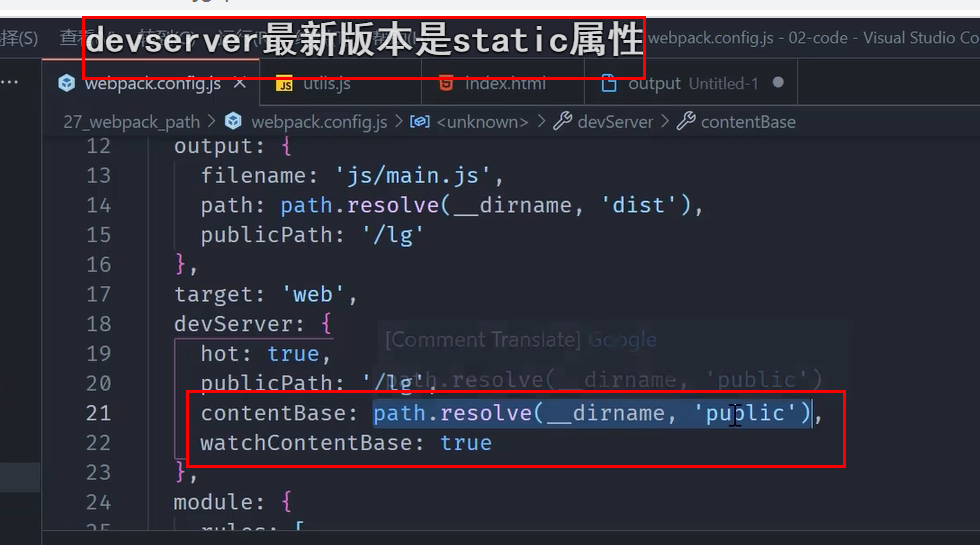 择(S)
devserver最新版本是static属性
webpack.config.js - 02-code - Visual Studio Co
webpack.config.js × utils.js index.html output Untitled-1 ●
27_webpack_path > webpack.config.js > <unknown> > devServer > contentBase
12 output: {
13 filename: 'js/main.js',
14 path: path.resolve(__dirname, 'dist'),
15 publicPath: '/lg'
16 },
17 target: 'web',
18 devServer: {
[Comment Translate] Google
19 hot: true,
path.resolve(__dirname, 'public')
20 publicPath: '/lg',
21 contentBase: path.resolve(__dirname, 'public'),
22 watchContentBase: true
23 },
24 module: {
25 rules: [